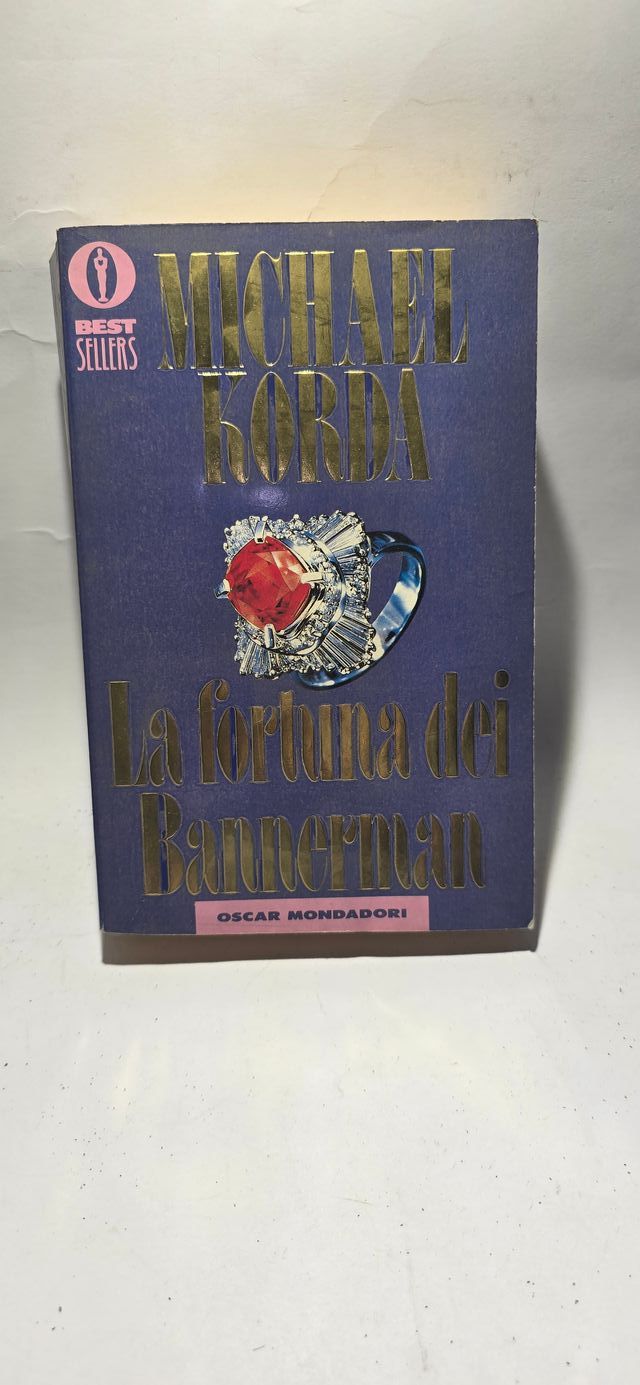 BEST
SELLERS
MICHAEL
KORDA
La fortuna dei
Bannerman
OSCAR MONDADORI